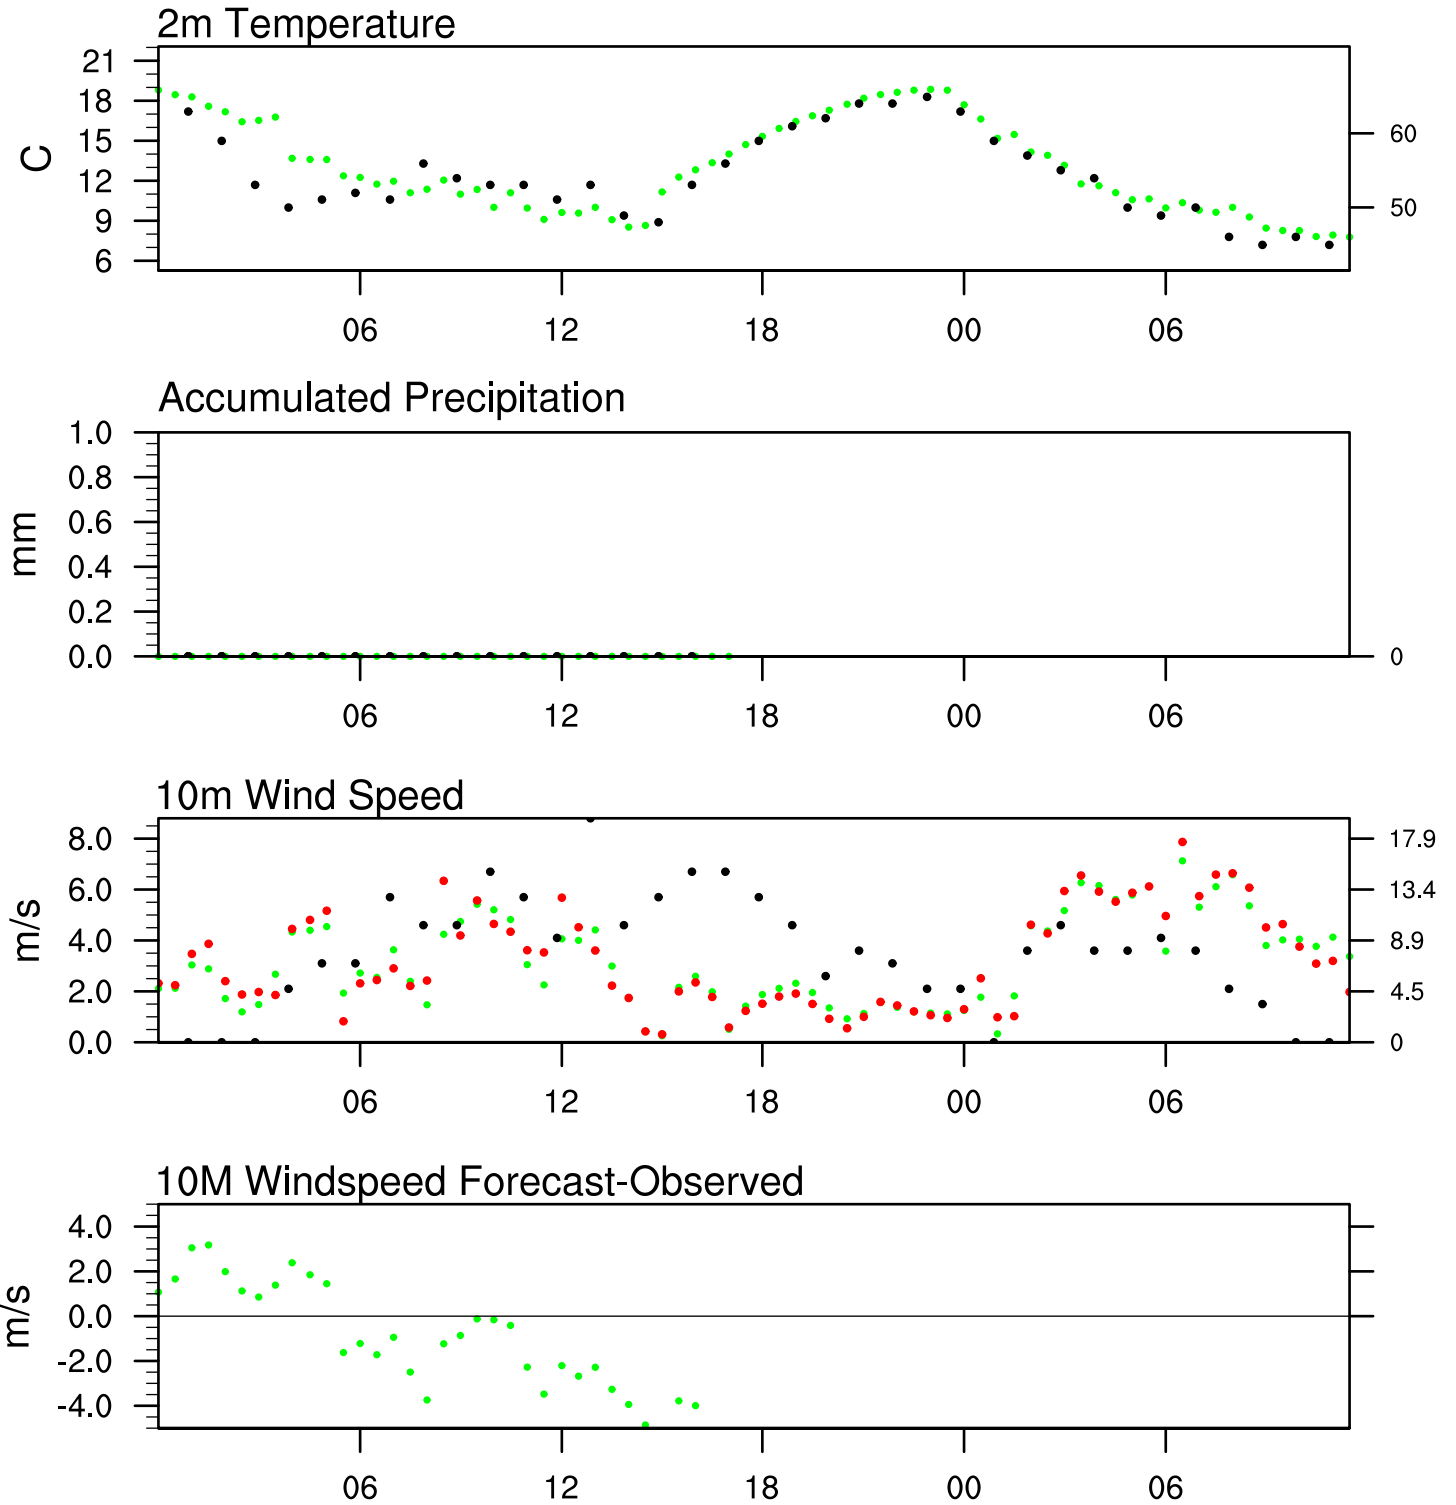 2m Temperature
21
18
15
12
9
6
C
60
50
06 12 18 00 06
Accumulated Precipitation
1.0
0.8
0.6
0.4
0.2
0.0
mm
0
06 12 18 00 06
10m Wind Speed
8.0
6.0
4.0
2.0
0.0
m/s
17.9
13.4
8.9
4.5
0
06 12 18 00 06
10M Windspeed Forecast-Observed
4.0
2.0
0.0
-2.0
-4.0
m/s
06 12 18 00 06